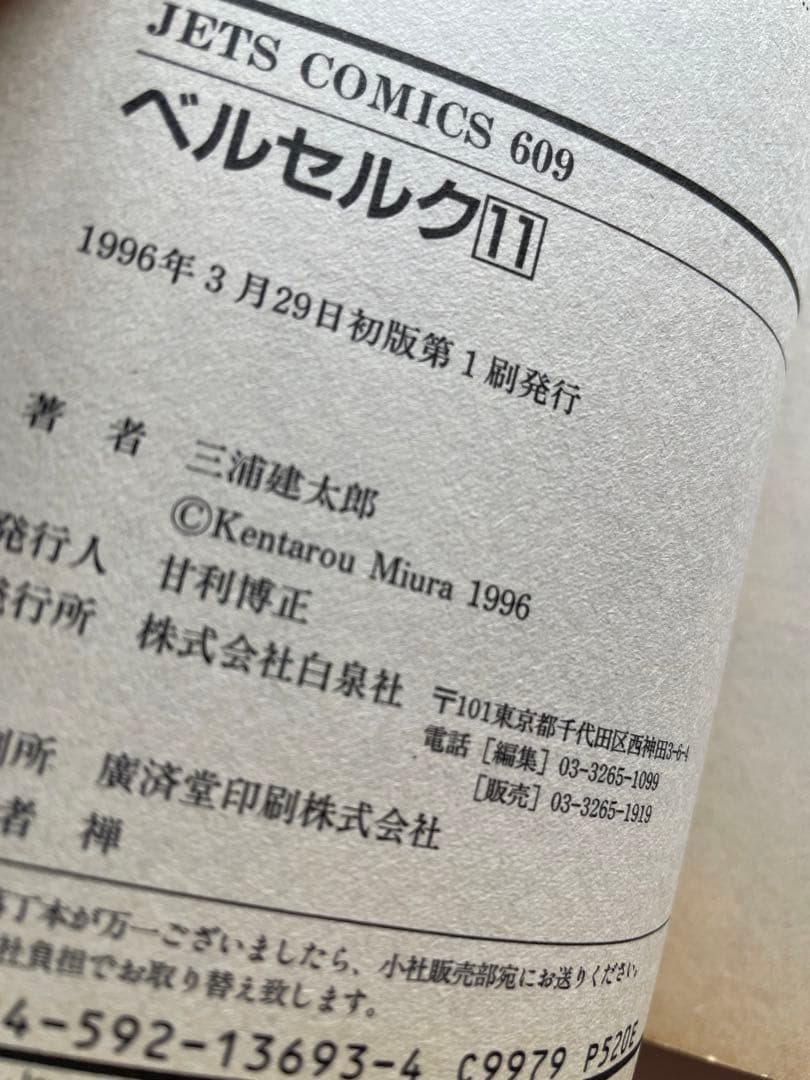 JETS COMICS 609
ベルセルク11
1996年3月29日初版第1刷発行
著者 三浦建太郎
©Kentarou Miura 1996
発行人 甘利博正
発行所 株式会社白泉社
〒101東京都千代田区西神田3-6-4
電話［編集］03-3265-1099
［販売］03-3265-1919
刷所 廣済堂印刷株式会社
者 禅
丁本が万一ございましたら、小社販売部宛にお送りください。
社負担でお取り替え致します。
4-592-13693-4 C9979 P520E